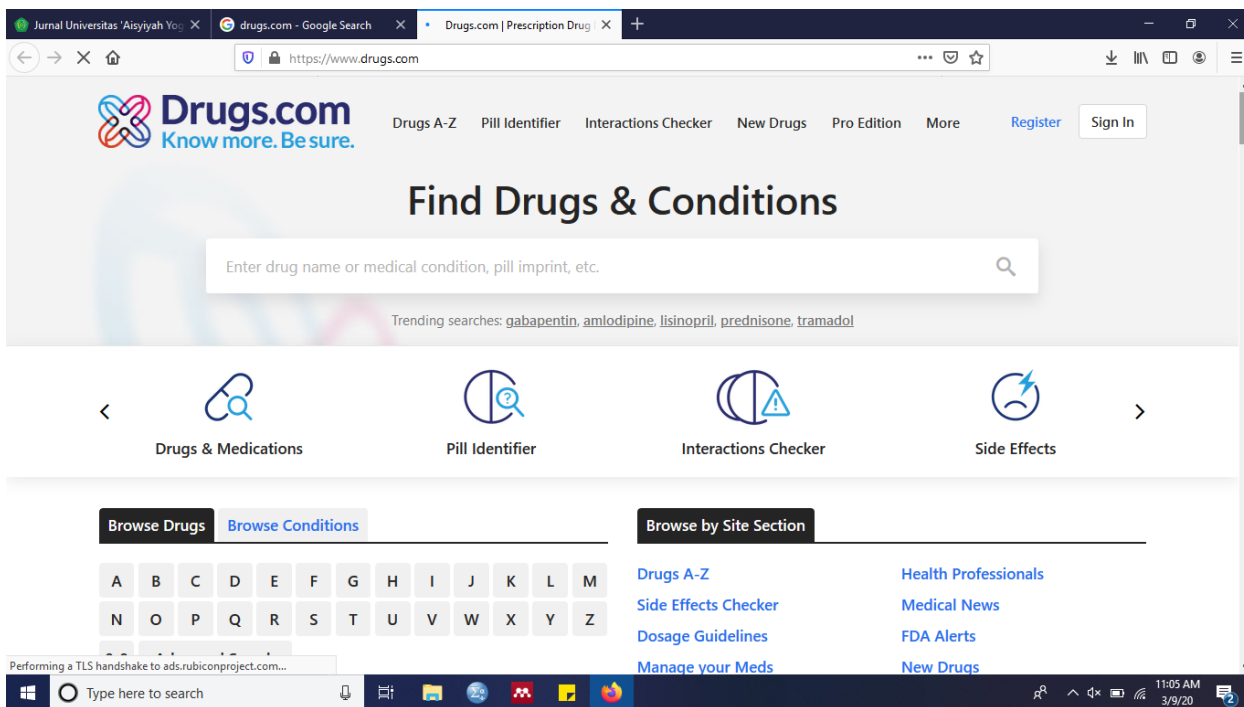 Jurnal Universitas 'Aisyiyah Yog
drugs.com - Google Search
Drugs.com | Prescription Drug
https://www.drugs.com
Drugs.com
Know more. Be sure.
Drugs A-Z Pill Identifier Interactions Checker New Drugs Pro Edition More Register Sign In
Find Drugs & Conditions
Enter drug name or medical condition, pill imprint, etc.
Trending searches: gabapentin, amlodipine, lisinopril, prednisone, tramadol
Drugs & Medications Pill Identifier Interactions Checker Side Effects
Browse Drugs Browse Conditions
A B C D E F G H I J K L M
N O P Q R S T U V W X Y Z
Browse by Site Section
Drugs A-Z Health Professionals
Side Effects Checker Medical News
Dosage Guidelines FDA Alerts
Manage your Meds New Drugs
Performing a TLS handshake to ads.rubiconproject.com...
Type here to search
11:05 AM
3/9/20
2